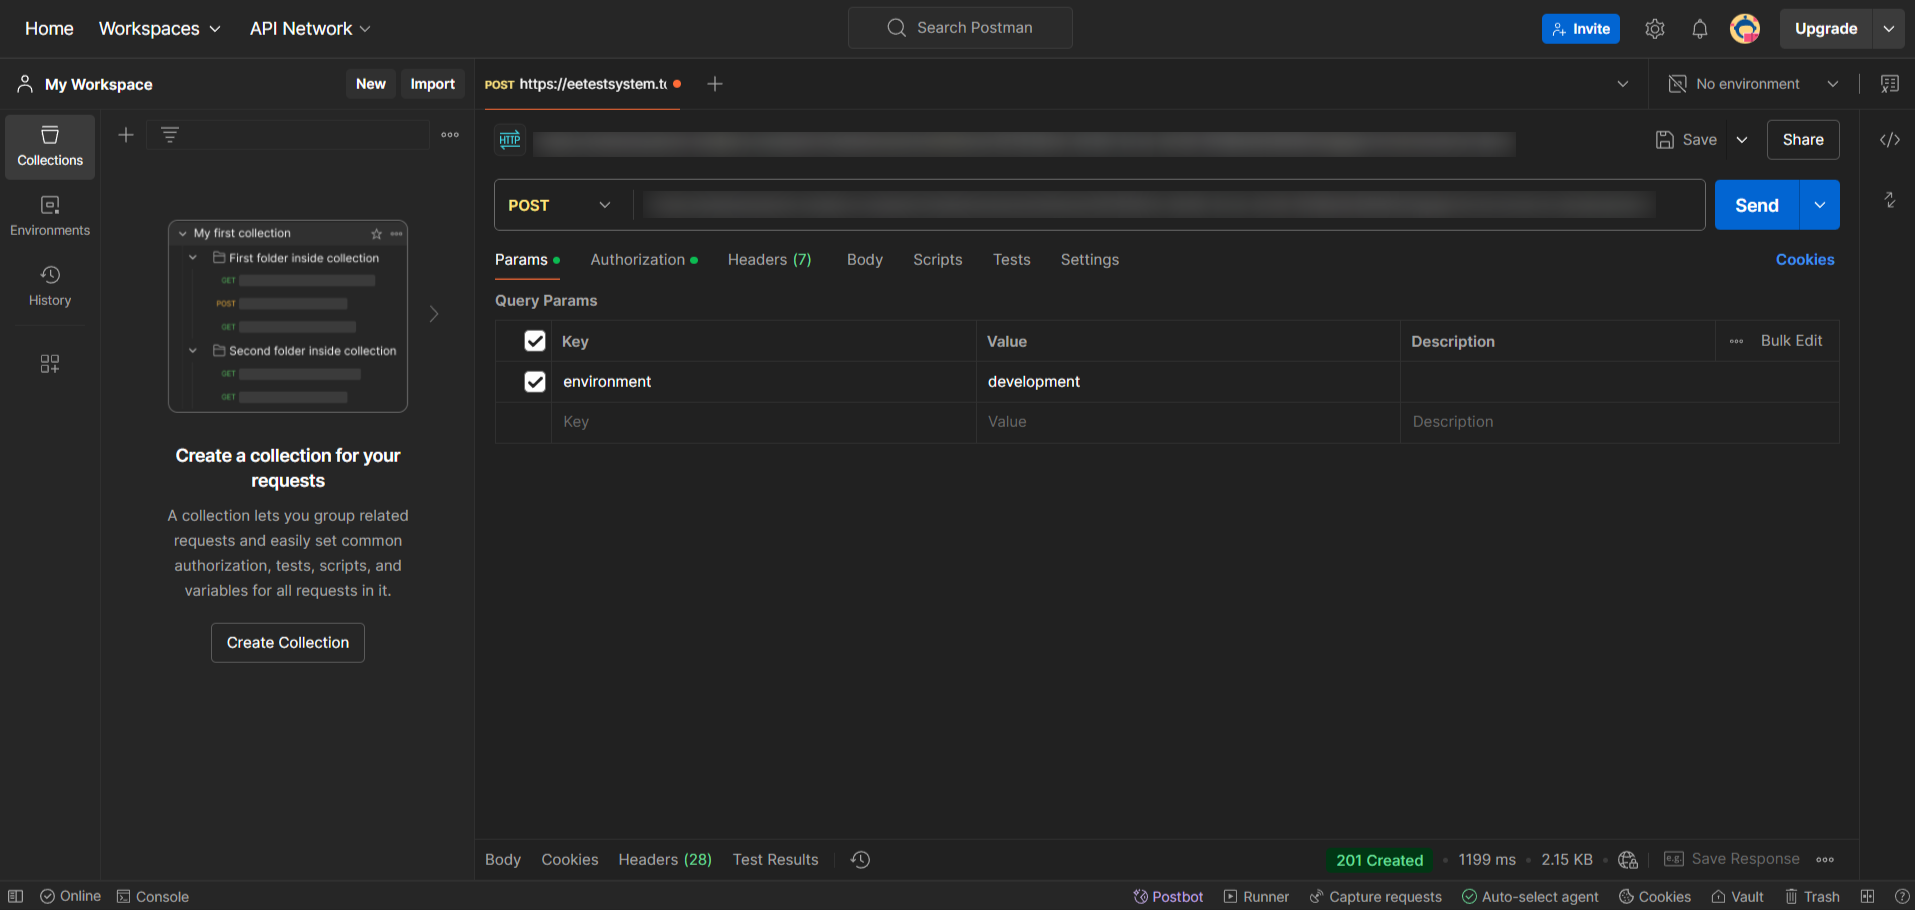 Home Workspaces API Network Search Postman Invite Upgrade
My Workspace New Import POST https://eetestsystem.t No environment
Collections
Environments
History
My first collection
First folder inside collection
GET
POST
GET
Second folder inside collection
GET
GET
Create a collection for your
requests
A collection lets you group related
requests and easily set common
authorization, tests, scripts, and
variables for all requests in it.
Create Collection
HTTP Save Share
POST Send
Params Authorization Headers (7) Body Scripts Tests Settings Cookies
Query Params
Key Value Description Bulk Edit
environment development
Key Value Description
Body Cookies Headers (28) Test Results 201 Created 1199 ms 2.15 KB e.g. Save Response
Online Console Postbot Runner Capture requests Auto-select agent Cookies Vault Trash